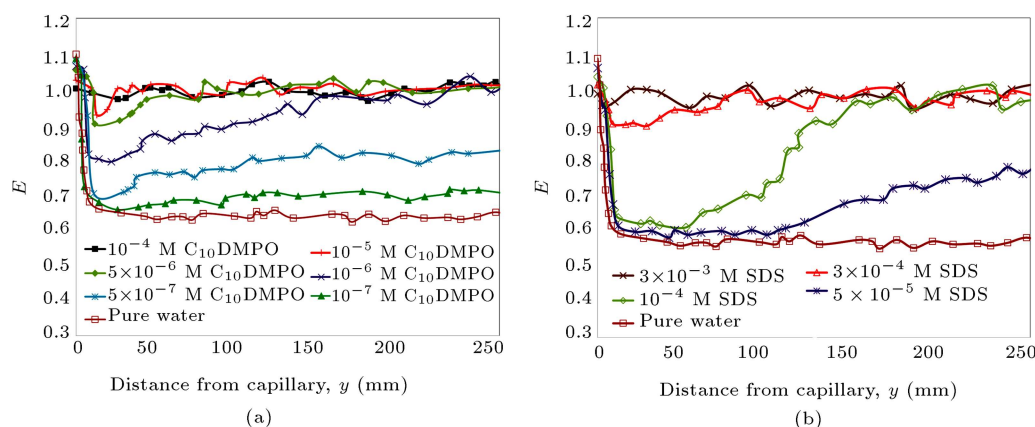 1.2
1.1
1.0
0.9
0.8
0.7
0.6
0.5
0.4
0.3
E
10⁻⁴ M C₁₀DMPO
10⁻⁵ M C₁₀DMPO
5×10⁻⁶ M C₁₀DMPO
10⁻⁶ M C₁₀DMPO
5×10⁻⁷ M C₁₀DMPO
10⁻⁷ M C₁₀DMPO
Pure water
0 50 100 150 200 250
Distance from capillary, y (mm)
(a)
1.2
1.1
1.0
0.9
0.8
0.7
0.6
0.5
0.4
0.3
E
3×10⁻³ M SDS
3×10⁻⁴ M SDS
10⁻⁴ M SDS
5 × 10⁻⁵ M SDS
Pure water
0 50 100 150 200 250
Distance from capillary, y (mm)
(b)